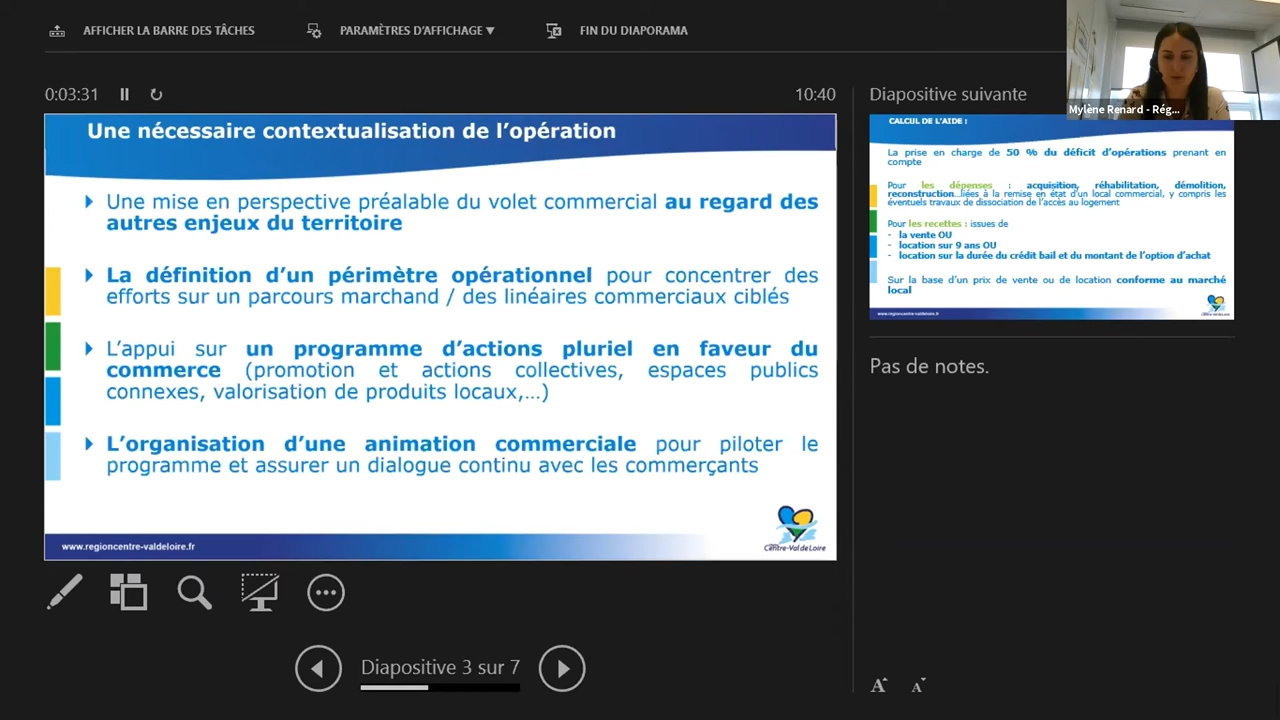 AFFICHER LA BARRE DES TÂCHES
PARAMÈTRES D'AFFICHAGE ▼
FIN DU DIAPORAMA
Mylène Renard - Rég...
0:03:31
10:40
Diapositive suivante
Une nécessaire contextualisation de l'opération
Une mise en perspective préalable du volet commercial au regard des
autres enjeux du territoire
La définition d'un périmètre opérationnel pour concentrer des
efforts sur un parcours marchand / des linéaires commerciaux ciblés
L'appui sur un programme d'actions pluriel en faveur du
commerce (promotion et actions collectives, espaces publics
connexes, valorisation de produits locaux,...)
L'organisation d'une animation commerciale pour piloter le
programme et assurer un dialogue continu avec les commerçants
www.regioncentre-valdeloire.fr
Centre-Val de Loire
CALCUL DE L'AIDE :
La prise en charge de 50 % du déficit d'opérations prenant en
compte
Pour les dépenses : acquisition, réhabilitation, démolition,
reconstruction...liées à la remise en état d'un local commercial, y compris les
éventuels travaux de dissociation de l'accès au logement
Pour les recettes : issues de
- la vente OU
- location sur 9 ans OU
- location sur la durée du crédit bail et du montant de l'option d'achat
Sur la base d'un prix de vente ou de location conforme au marché
local
www.regioncentre-valdeloire.fr
Pas de notes.
Diapositive 3 sur 7
A A